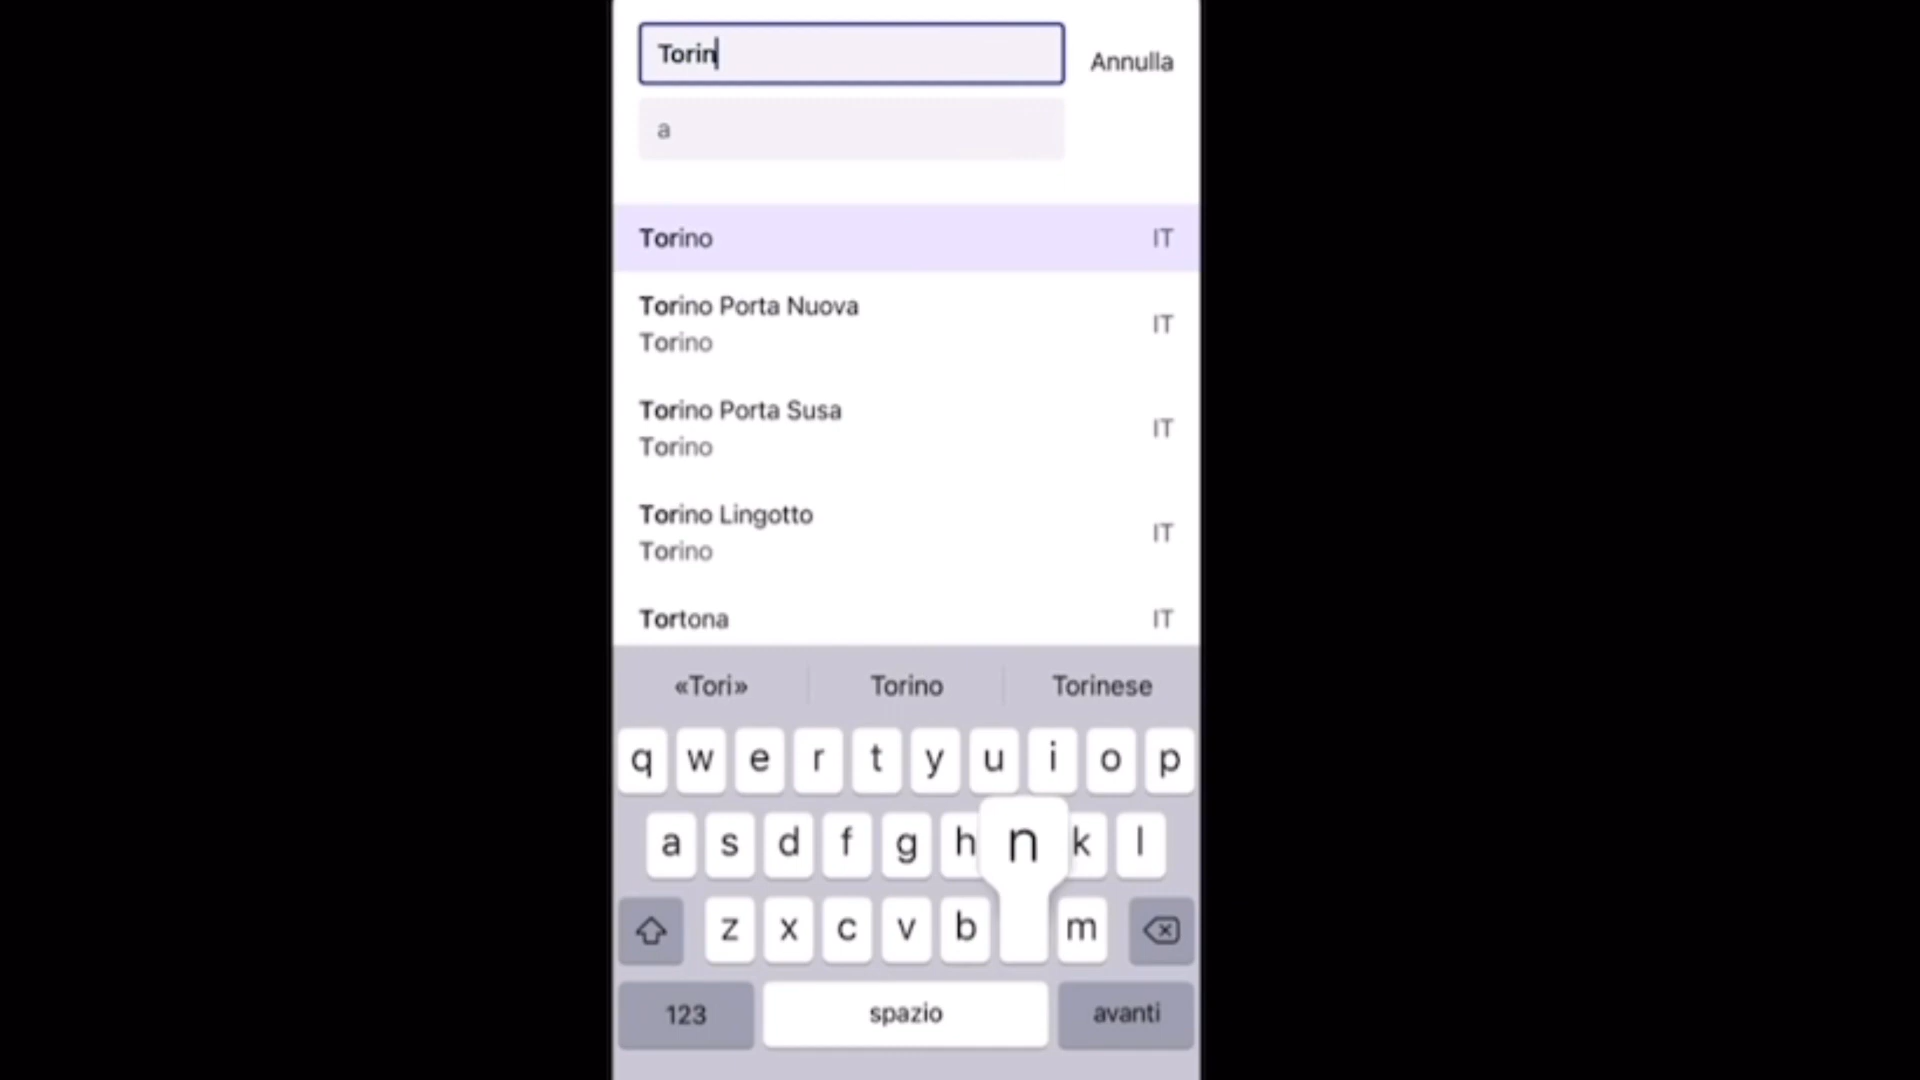 Torin
Annulla
a
Torino IT
Torino Porta Nuova
Torino
IT
Torino Porta Susa
Torino
IT
Torino Lingotto
Torino
IT
Tortona IT
«Tori» Torino Torinese
q w e r t y u i o p
a s d f g h n k l
z x c v b m
123 spazio avanti